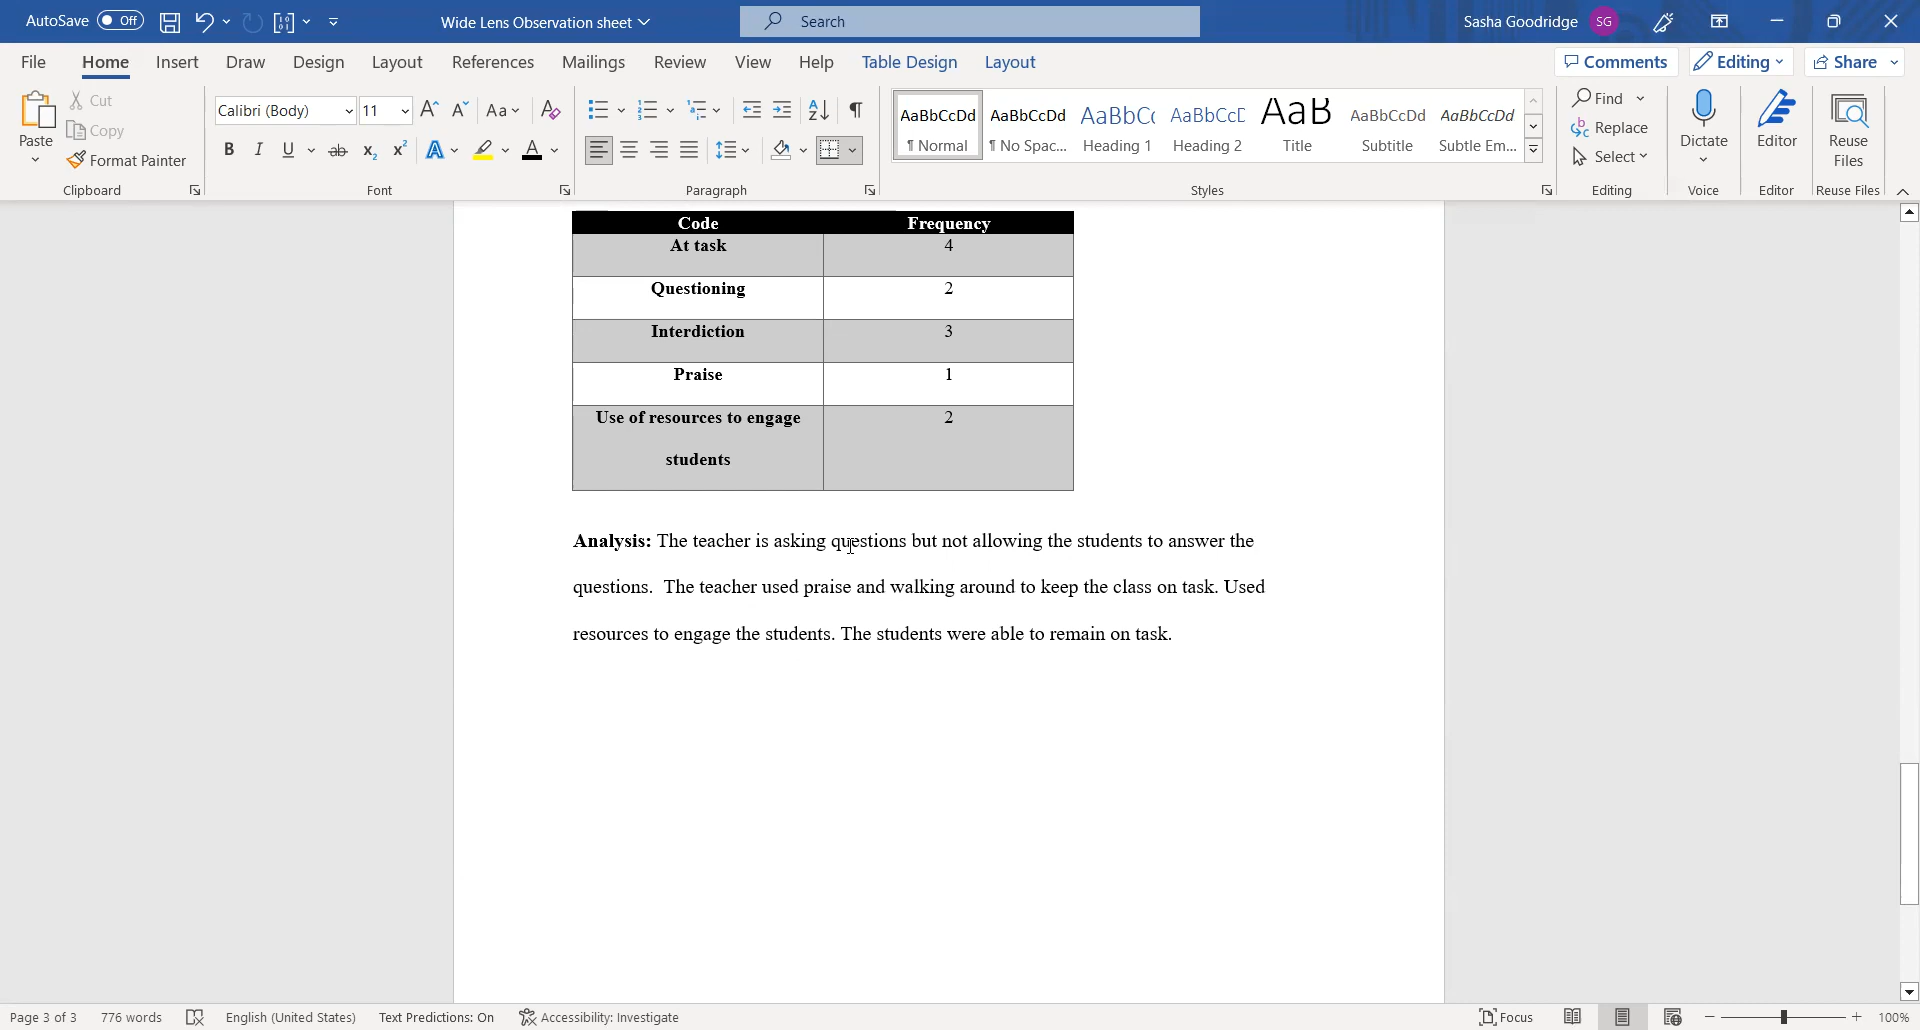 AutoSave Off Wide Lens Observation sheet Search Sasha Goodridge SG
File Home Insert Draw Design Layout References Mailings Review View Help Table Design Layout Comments Editing Share
Paste Cut Copy Format Painter
Clipboard
Calibri (Body) 11 Aa
B I U ab x2 x2 A A
Font
Paragraph
AaBbCcDd AaBbCcDd AaBbCc AaBbCcE AaB AaBbCcDd AaBbCcDd
¶ Normal ¶ No Spac... Heading 1 Heading 2 Title Subtitle Subtle Em...
Styles
Find Replace Select
Editing
Dictate
Voice
Editor
Editor
Reuse Files
Reuse Files
Code Frequency
At task 4
Questioning 2
Interdiction 3
Praise 1
Use of resources to engage 2
students
Analysis: The teacher is asking questions but not allowing the students to answer the
questions.  The teacher used praise and walking around to keep the class on task. Used
resources to engage the students. The students were able to remain on task.
Page 3 of 3 776 words English (United States) Text Predictions: On Accessibility: Investigate Focus 100%